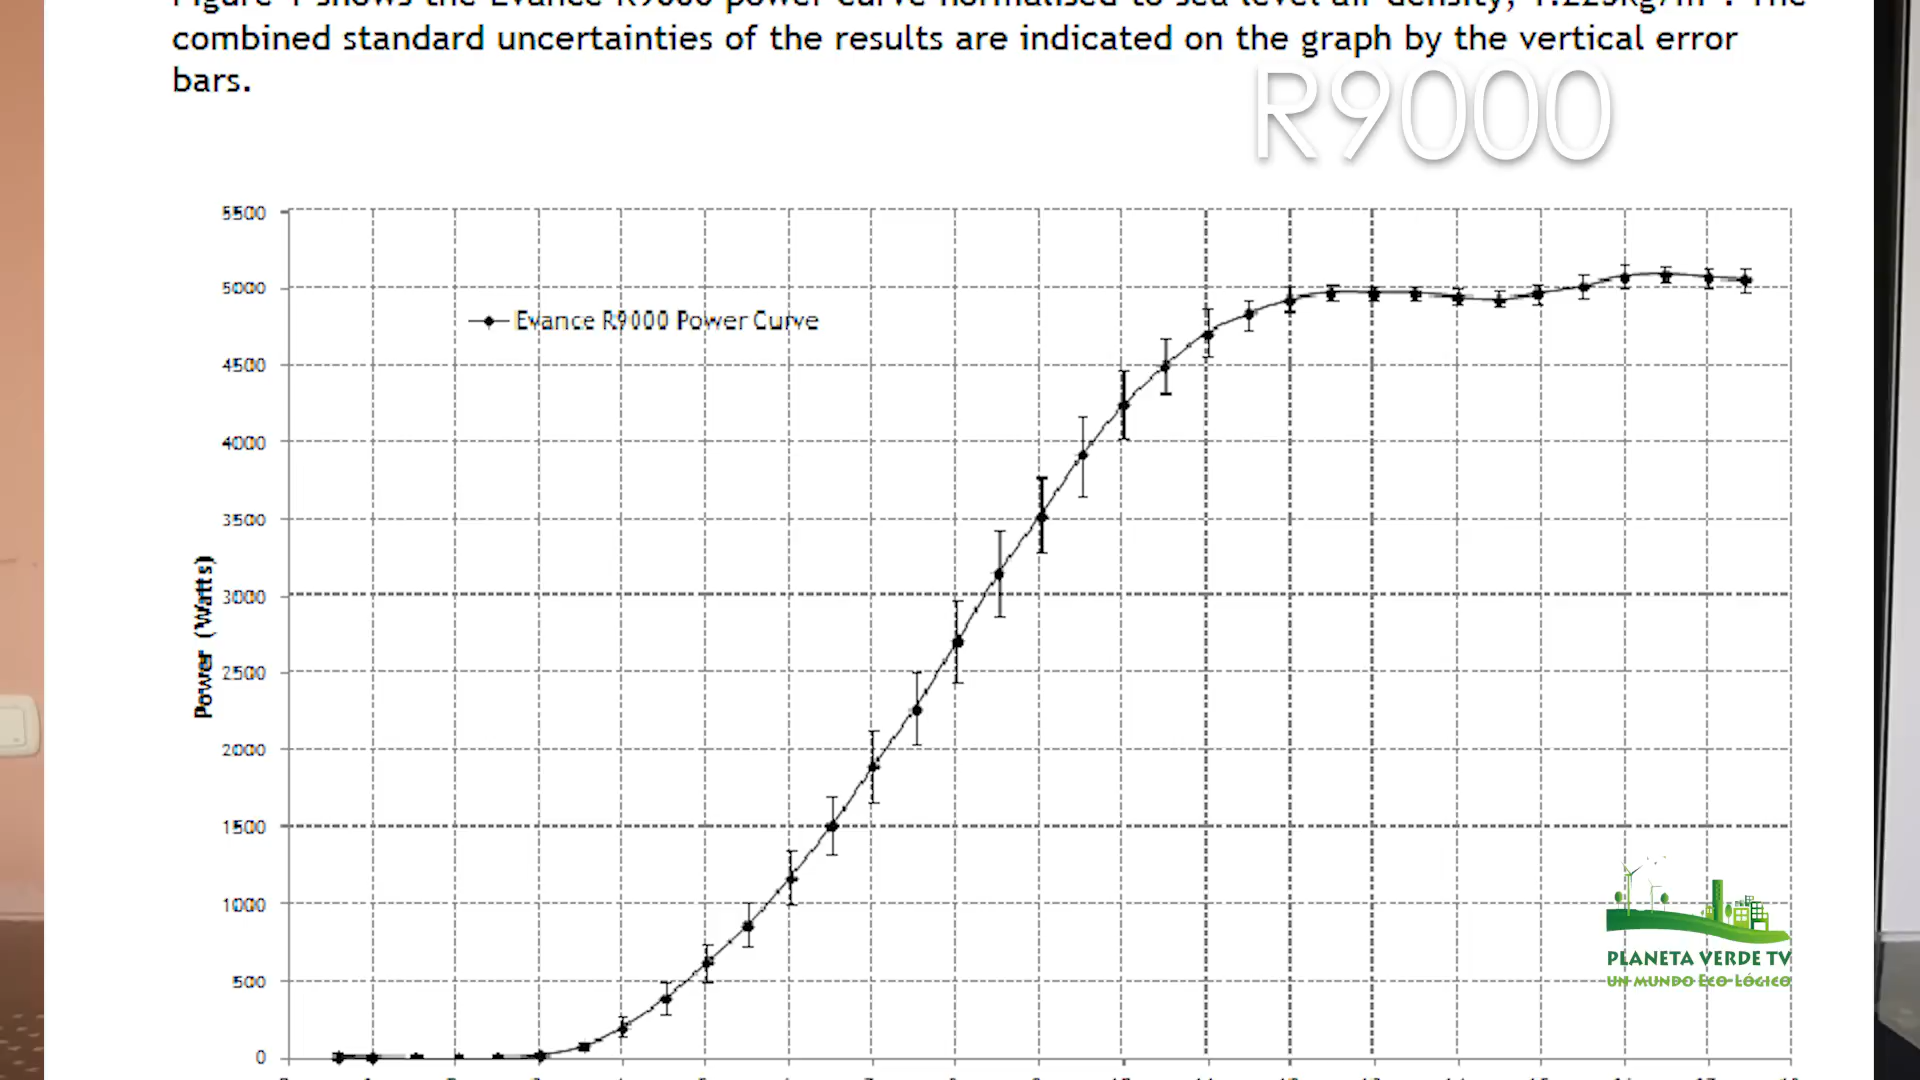 combined standard uncertainties of the results are indicated on the graph by the vertical error
bars.
R9000
5500
5000
Evance R9000 Power Curve
4500
4000
3500
3000
Power (Watts)
2500
2000
1500
1000
PLANETA VERDE TV
500
UN MUNDO ECO-LÓGICO
0